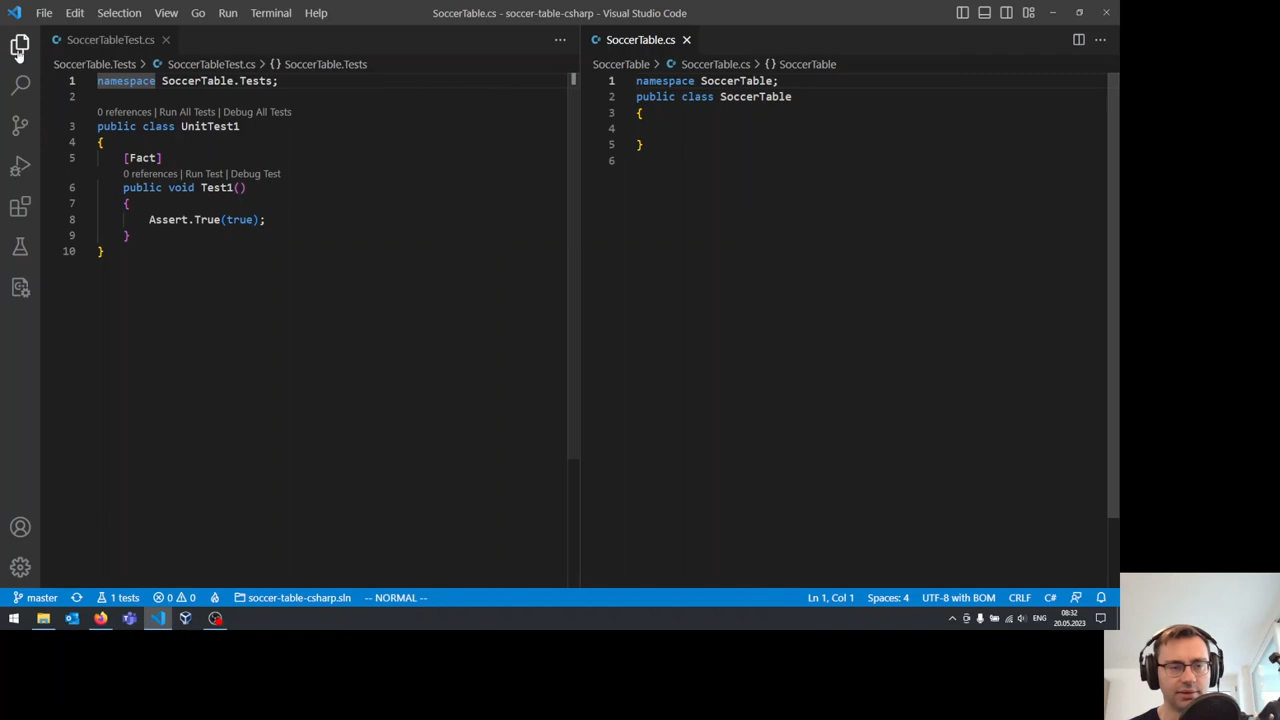 File Edit Selection View Go Run Terminal Help SoccerTable.cs - soccer-table-csharp - Visual Studio Code
SoccerTableTest.cs
SoccerTable.Tests > SoccerTableTest.cs > {} SoccerTable.Tests
1 namespace SoccerTable.Tests;
2
0 references | Run All Tests | Debug All Tests
3 public class UnitTest1
4 {
5 [Fact]
0 references | Run Test | Debug Test
6 public void Test1()
7 {
8 Assert.True(true);
9 }
10 }
SoccerTable.cs
SoccerTable > SoccerTable.cs > {} SoccerTable
1 namespace SoccerTable;
2 public class SoccerTable
3 {
4
5 }
6
master 1 tests 0 0 soccer-table-csharp.sln -- NORMAL -- Ln 1, Col 1 Spaces: 4 UTF-8 with BOM CRLF C#
ENG 08:32
20.05.2023